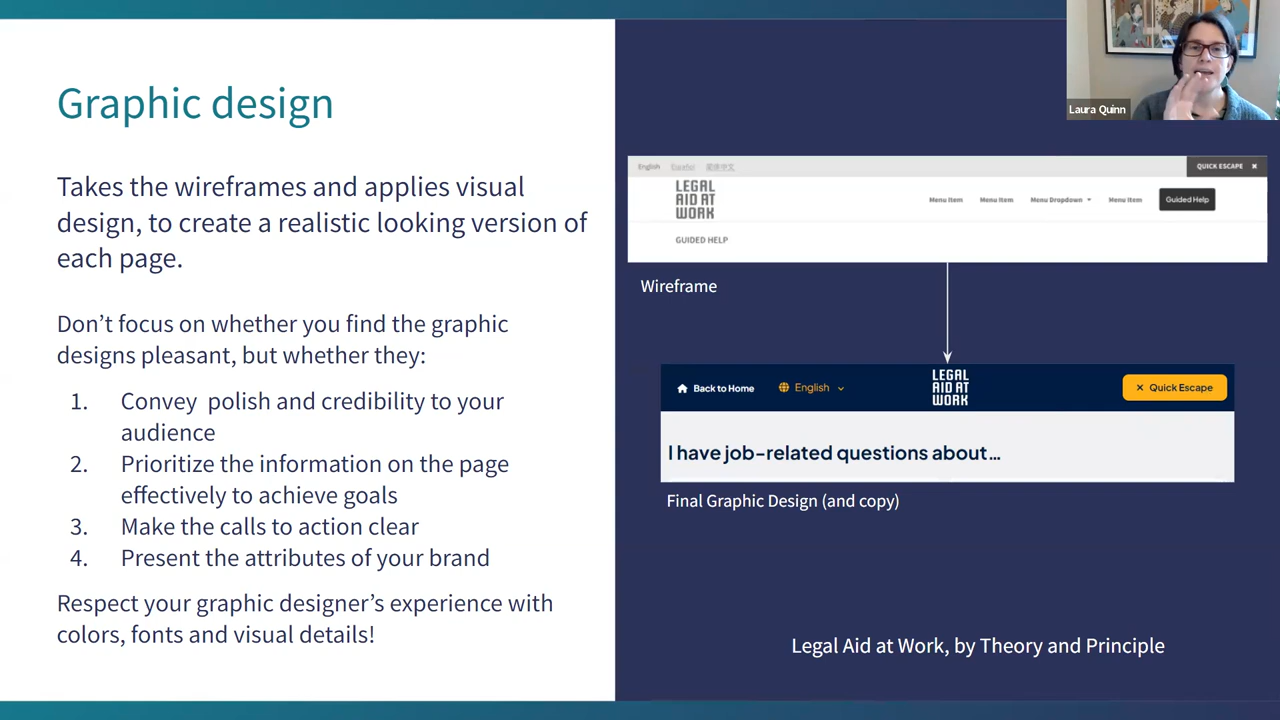 Graphic design
Takes the wireframes and applies visual
design, to create a realistic looking version of
each page.
Don’t focus on whether you find the graphic
designs pleasant, but whether they:
1. Convey polish and credibility to your
audience
2. Prioritize the information on the page
effectively to achieve goals
3. Make the calls to action clear
4. Present the attributes of your brand
Respect your graphic designer’s experience with
colors, fonts and visual details!
Laura Quinn
English Español 简体中文 QUICK ESCAPE ×
LEGAL
AID AT
WORK
Menu Item Menu Item Menu Dropdown Menu Item Guided Help
GUIDED HELP
Wireframe
Back to Home English
LEGAL
AID AT
WORK
× Quick Escape
I have job-related questions about...
Final Graphic Design (and copy)
Legal Aid at Work, by Theory and Principle